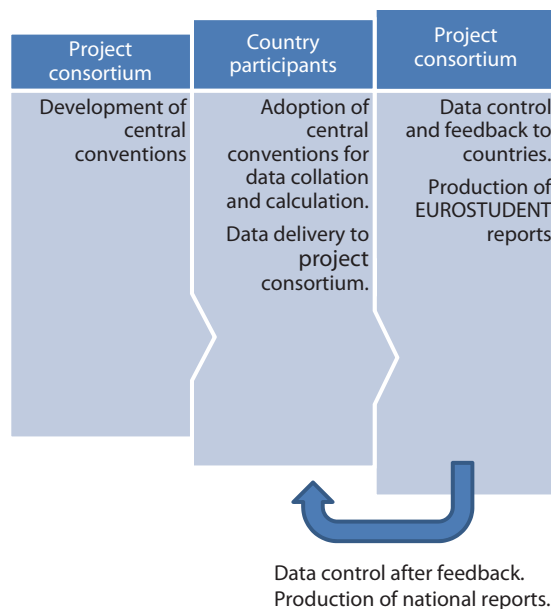 Project
consortium
Development of
central
conventions
Country
participants
Adoption of
central
conventions for
data collation
and calculation.
Data delivery to
project
consortium.
Project
consortium
Data control
and feedback to
countries.
Production of
EUROSTUDENT
reports
Data control after feedback.
Production of national reports.